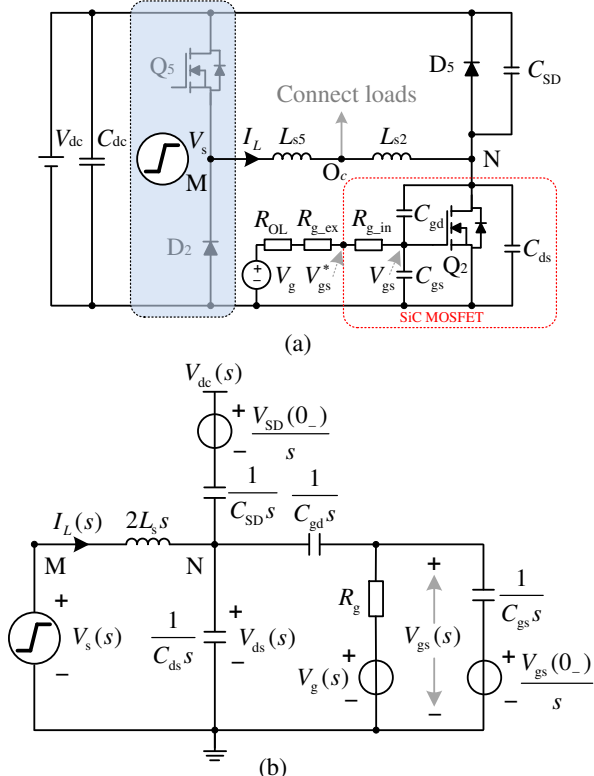 Q5
D5
CSD
Connect loads
Vdc
Cdc
Vs
IL
Ls5
Ls2
M
Oc
N
ROL
Rg_ex
Rg_in
Cgd
D2
Vg
Vgs*
Vgs
Cgs
Q2
Cds
SiC MOSFET
(a)
Vdc(s)
+ VSD(0_)
− s
1 1
CSDs Cgds
IL(s) 2Lss
M N
+ Vs(s) −
1
Cdss
+ Vds(s) −
Rg
+ Vg(s) −
+ Vgs(s) −
1
Cgss
+ Vgs(0_)
− s
(b)